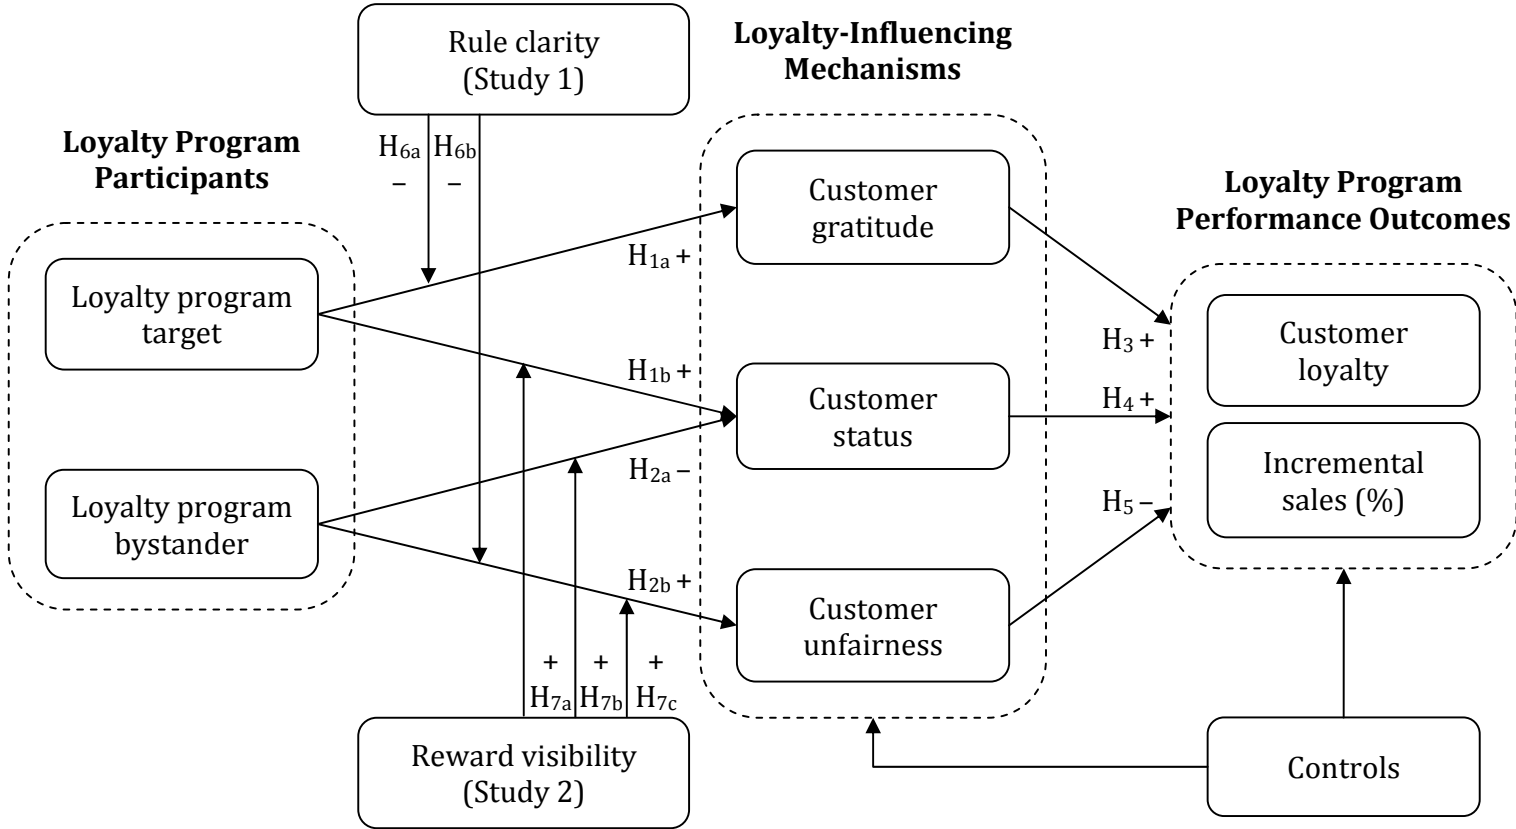 Rule clarity
(Study 1)
Loyalty-Influencing
Mechanisms
Loyalty Program
Participants
H6a H6b
– –
Customer
gratitude
Loyalty Program
Performance Outcomes
H1a +
Loyalty program
target
Customer
loyalty
H3 +
H1b +
Customer
status
H4 +
H2a –
Incremental
sales (%)
Loyalty program
bystander
H5 –
H2b +
Customer
unfairness
+ + +
H7a H7b H7c
Reward visibility
(Study 2)
Controls